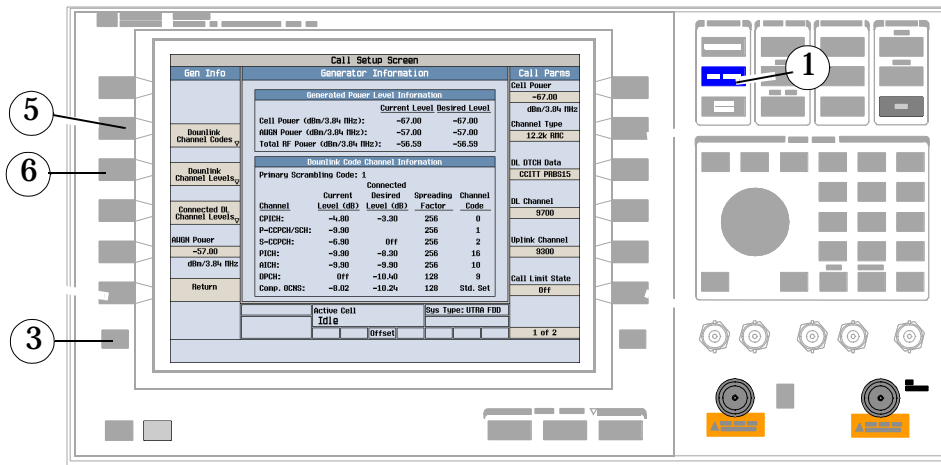 Call Setup Screen
Gen Info
Generator Information
Call Parms
Downlink
Channel Codes
Downlink
Channel Levels
Connected DL
Channel Levels
AWGN Power
-57.00
dBm/3.84 MHz
Return
Generated Power Level Information
Current Level Desired Level
Cell Power (dBm/3.84 MHz): -67.00 -67.00
AWGN Power (dBm/3.84 MHz): -57.00 -57.00
Total RF Power (dBm/3.84 MHz): -56.59 -56.59
Downlink Code Channel Information
Primary Scrambling Code: 1
Connected
Current Desired Spreading Channel
Channel Level (dB) Level (dB) Factor Code
CPICH: -4.80 -3.30 256 0
P-CCPCH/SCH: -9.90 256 1
S-CCPCH: -6.90 Off 256 2
PICH: -9.90 -8.30 256 16
AICH: -9.90 -9.90 256 10
DPCH: Off -10.40 128 9
Comp. OCNS: -8.02 -10.24 128 Std. Set
Active Cell
Idle
Sys Type: UTRA FDD
Offset
Cell Power
-67.00
dBm/3.84 MHz
Channel Type
12.2k RMC
DL DTCH Data
CCITT PRBS15
DL Channel
9700
Uplink Channel
9300
Call Limit State
Off
1 of 2
1
5
6
3